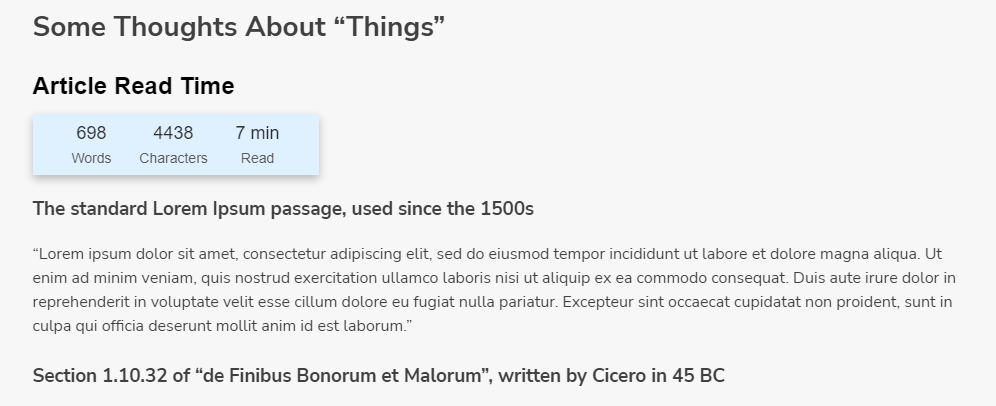 Some Thoughts About “Things”
Article Read Time
698 4438 7 min
Words Characters Read
The standard Lorem Ipsum passage, used since the 1500s
“Lorem ipsum dolor sit amet, consectetur adipiscing elit, sed do eiusmod tempor incididunt ut labore et dolore magna aliqua. Ut
enim ad minim veniam, quis nostrud exercitation ullamco laboris nisi ut aliquip ex ea commodo consequat. Duis aute irure dolor in
reprehenderit in voluptate velit esse cillum dolore eu fugiat nulla pariatur. Excepteur sint occaecat cupidatat non proident, sunt in
culpa qui officia deserunt mollit anim id est laborum.”
Section 1.10.32 of “de Finibus Bonorum et Malorum”, written by Cicero in 45 BC